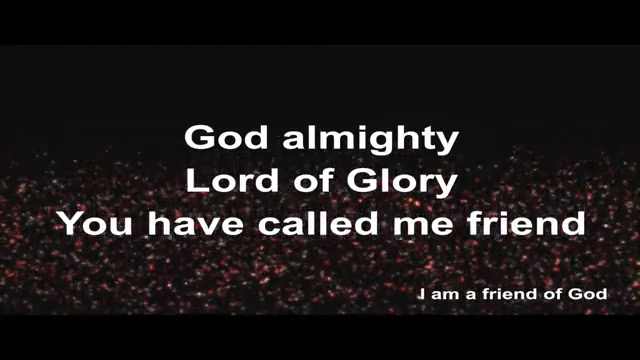 God almighty
Lord of Glory
You have called me friend
I am a friend of God